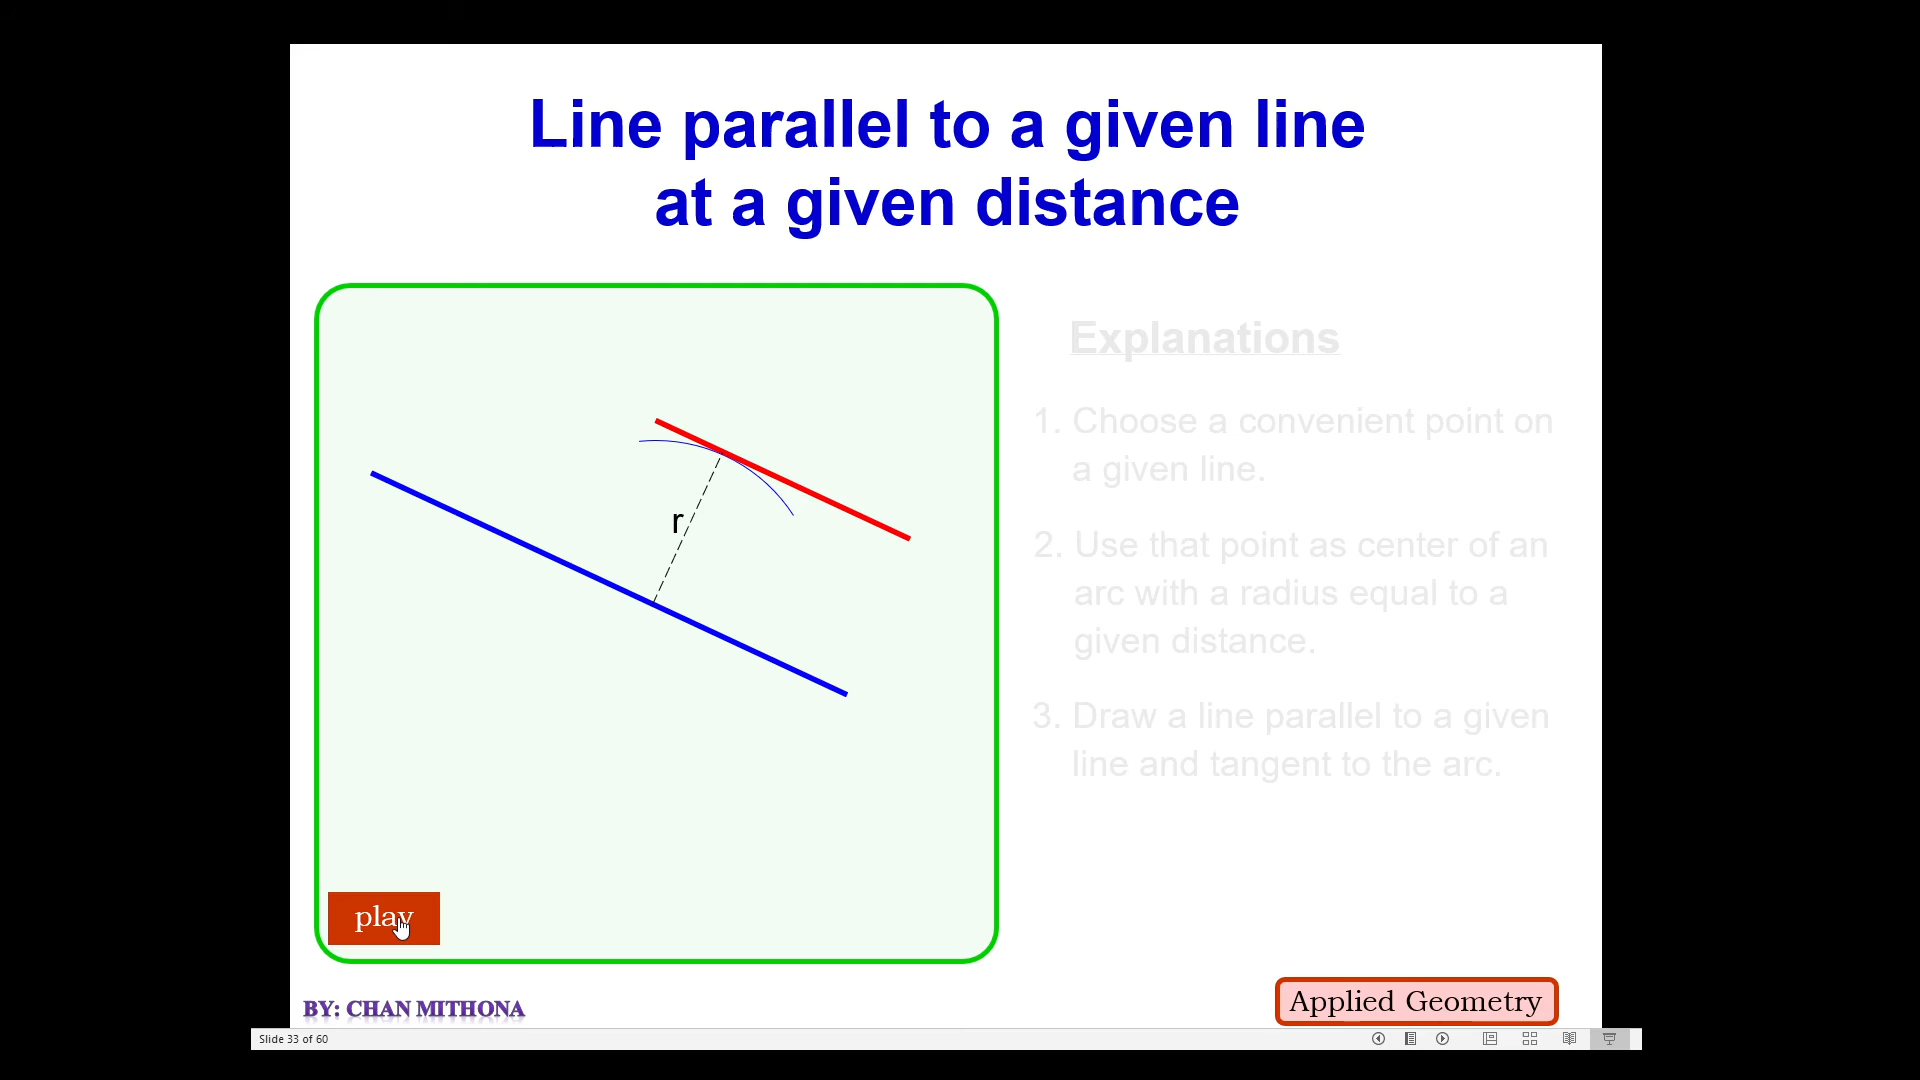 Line parallel to a given line
at a given distance
Explanations
1. Choose a convenient point on
a given line.
2. Use that point as center of an
arc with a radius equal to a
given distance.
3. Draw a line parallel to a given
line and tangent to the arc.
r
play
BY: CHAN MITHONA
Applied Geometry
Slide 33 of 60